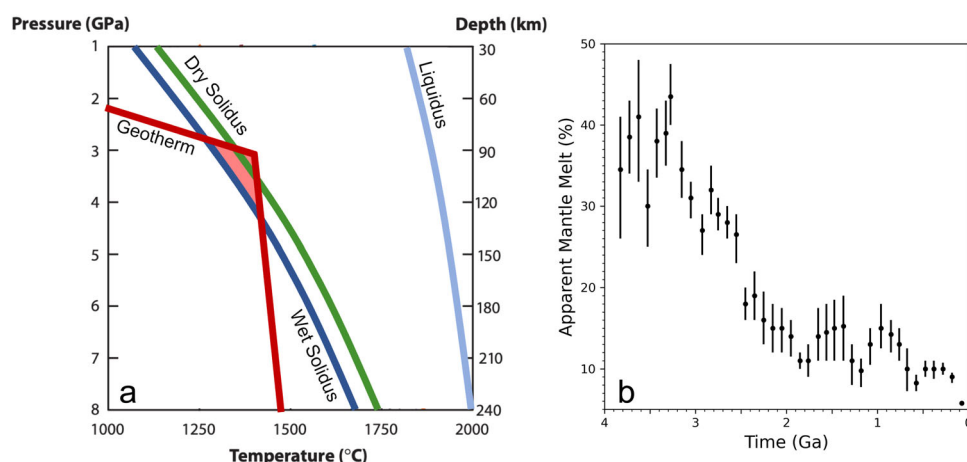 Pressure (GPa)
Depth (km)
1
2
3
4
5
6
7
8
30
60
90
120
150
180
210
240
Geotherm
Dry Solidus
Wet Solidus
Liquidus
a
1000
1250
1500
1750
2000
Temperature (°C)
Apparent Mantle Melt (%)
50
40
30
20
10
b
4
3
2
1
0
Time (Ga)